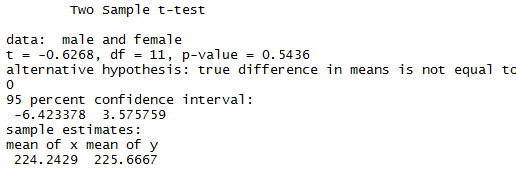 Two Sample t-test
data: male and female
t = -0.6268, df = 11, p-value = 0.5436
alternative hypothesis: true difference in means is not equal to
0
95 percent confidence interval:
-6.423378 3.575759
sample estimates:
mean of x mean of y
224.2429 225.6667